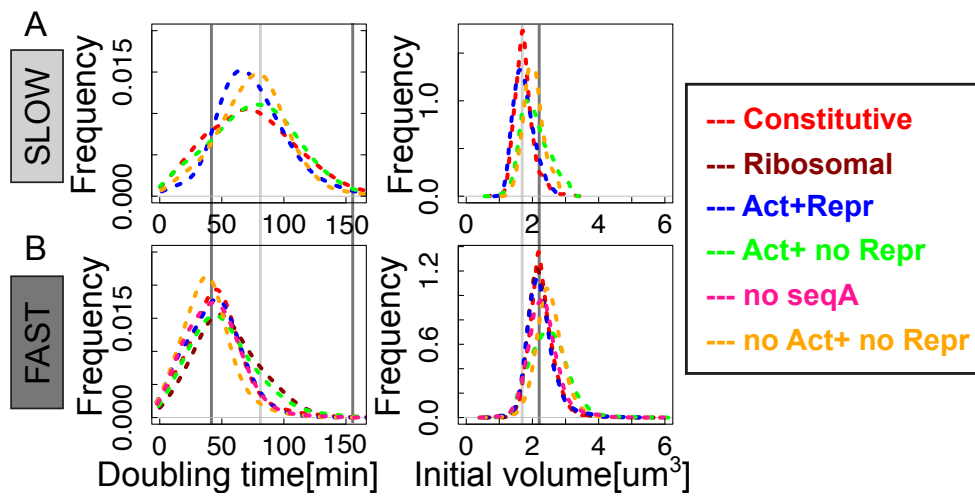 A
SLOW
Frequency
0.000
0.015
0 50 100 150
Frequency
0.0
1.0
0 2 4 6
B
FAST
Frequency
0.000
0.015
0 50 100 150
Doubling time[min]
Frequency
0.0
0.6
1.2
0 2 4 6
Initial volume[um³]
--- Constitutive
--- Ribosomal
--- Act+Repr
--- Act+ no Repr
--- no seqA
--- no Act+ no Repr